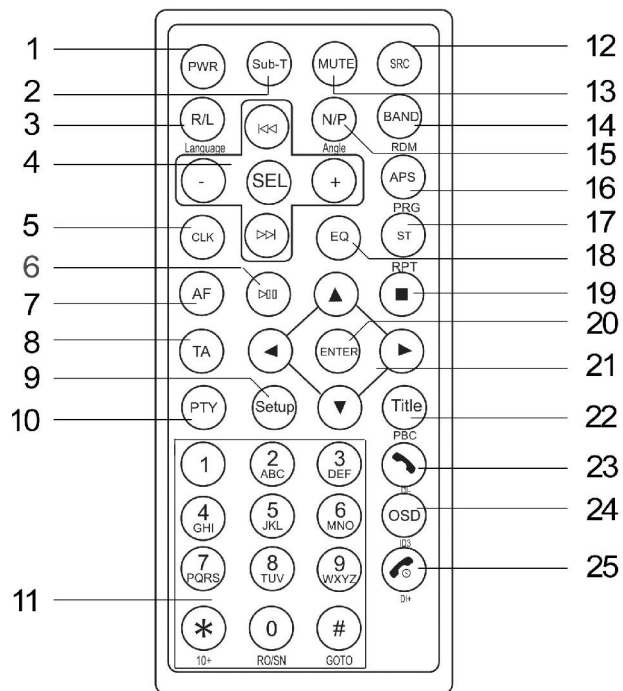 1 PWR Sub-T MUTE SRC 12
2 13
3 R/L N/P BAND 14
Language Angle RDM 15
4 - SEL + APS 16
PRG
5 CLK EQ ST 17
18
6 RPT
7 AF 19
20
8 TA ENTER 21
9
10 PTY Setup Title 22
PBC
1 2 3 23
ABC DEF
DI-
4 5 6 OSD 24
GHI JKL MNO
ID3
7 8 9 25
PQRS TUV WXYZ
11 DI+
* 0 #
10+ RO/SN GOTO